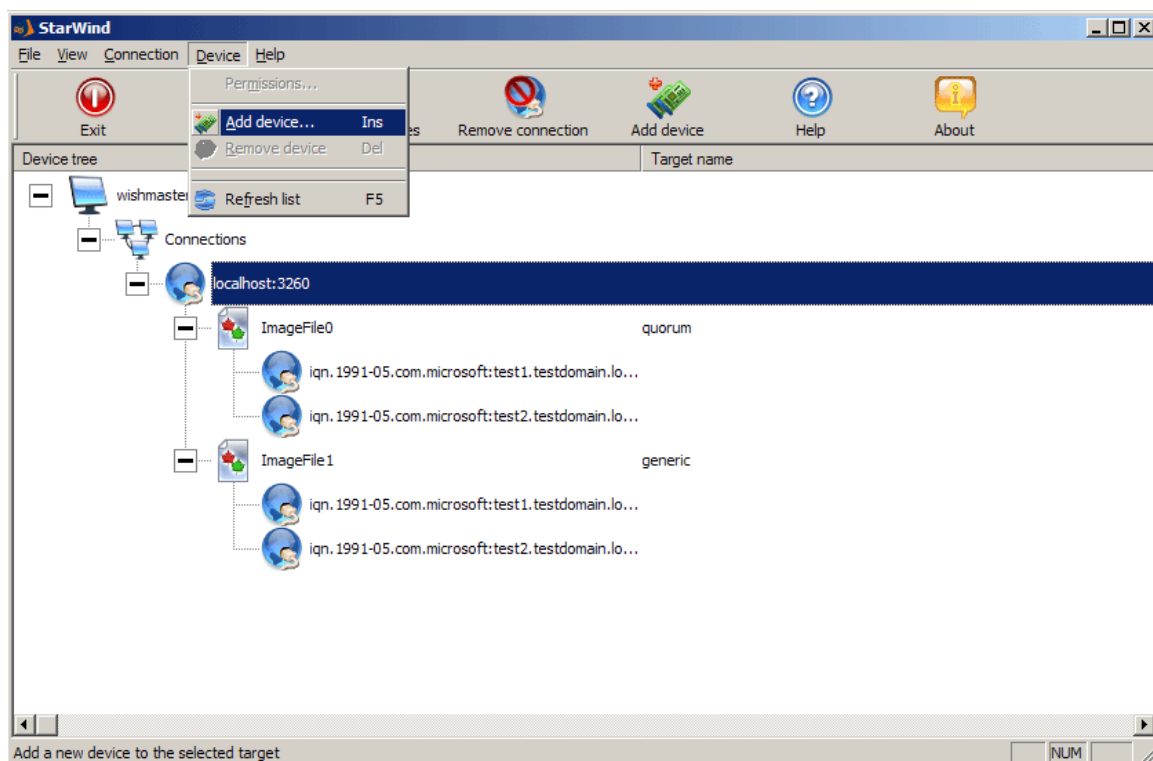 StarWind
File View Connection Device Help
Permissions...
Add device... Ins
Remove device Del
Refresh list F5
Exit
Remove connection
Add device
Help
About
Device tree
Target name
wishmaster
Connections
localhost:3260
ImageFile0 quorum
iqn.1991-05.com.microsoft:test1.testdomain.lo...
iqn.1991-05.com.microsoft:test2.testdomain.lo...
ImageFile1 generic
iqn.1991-05.com.microsoft:test1.testdomain.lo...
iqn.1991-05.com.microsoft:test2.testdomain.lo...
Add a new device to the selected target
NUM